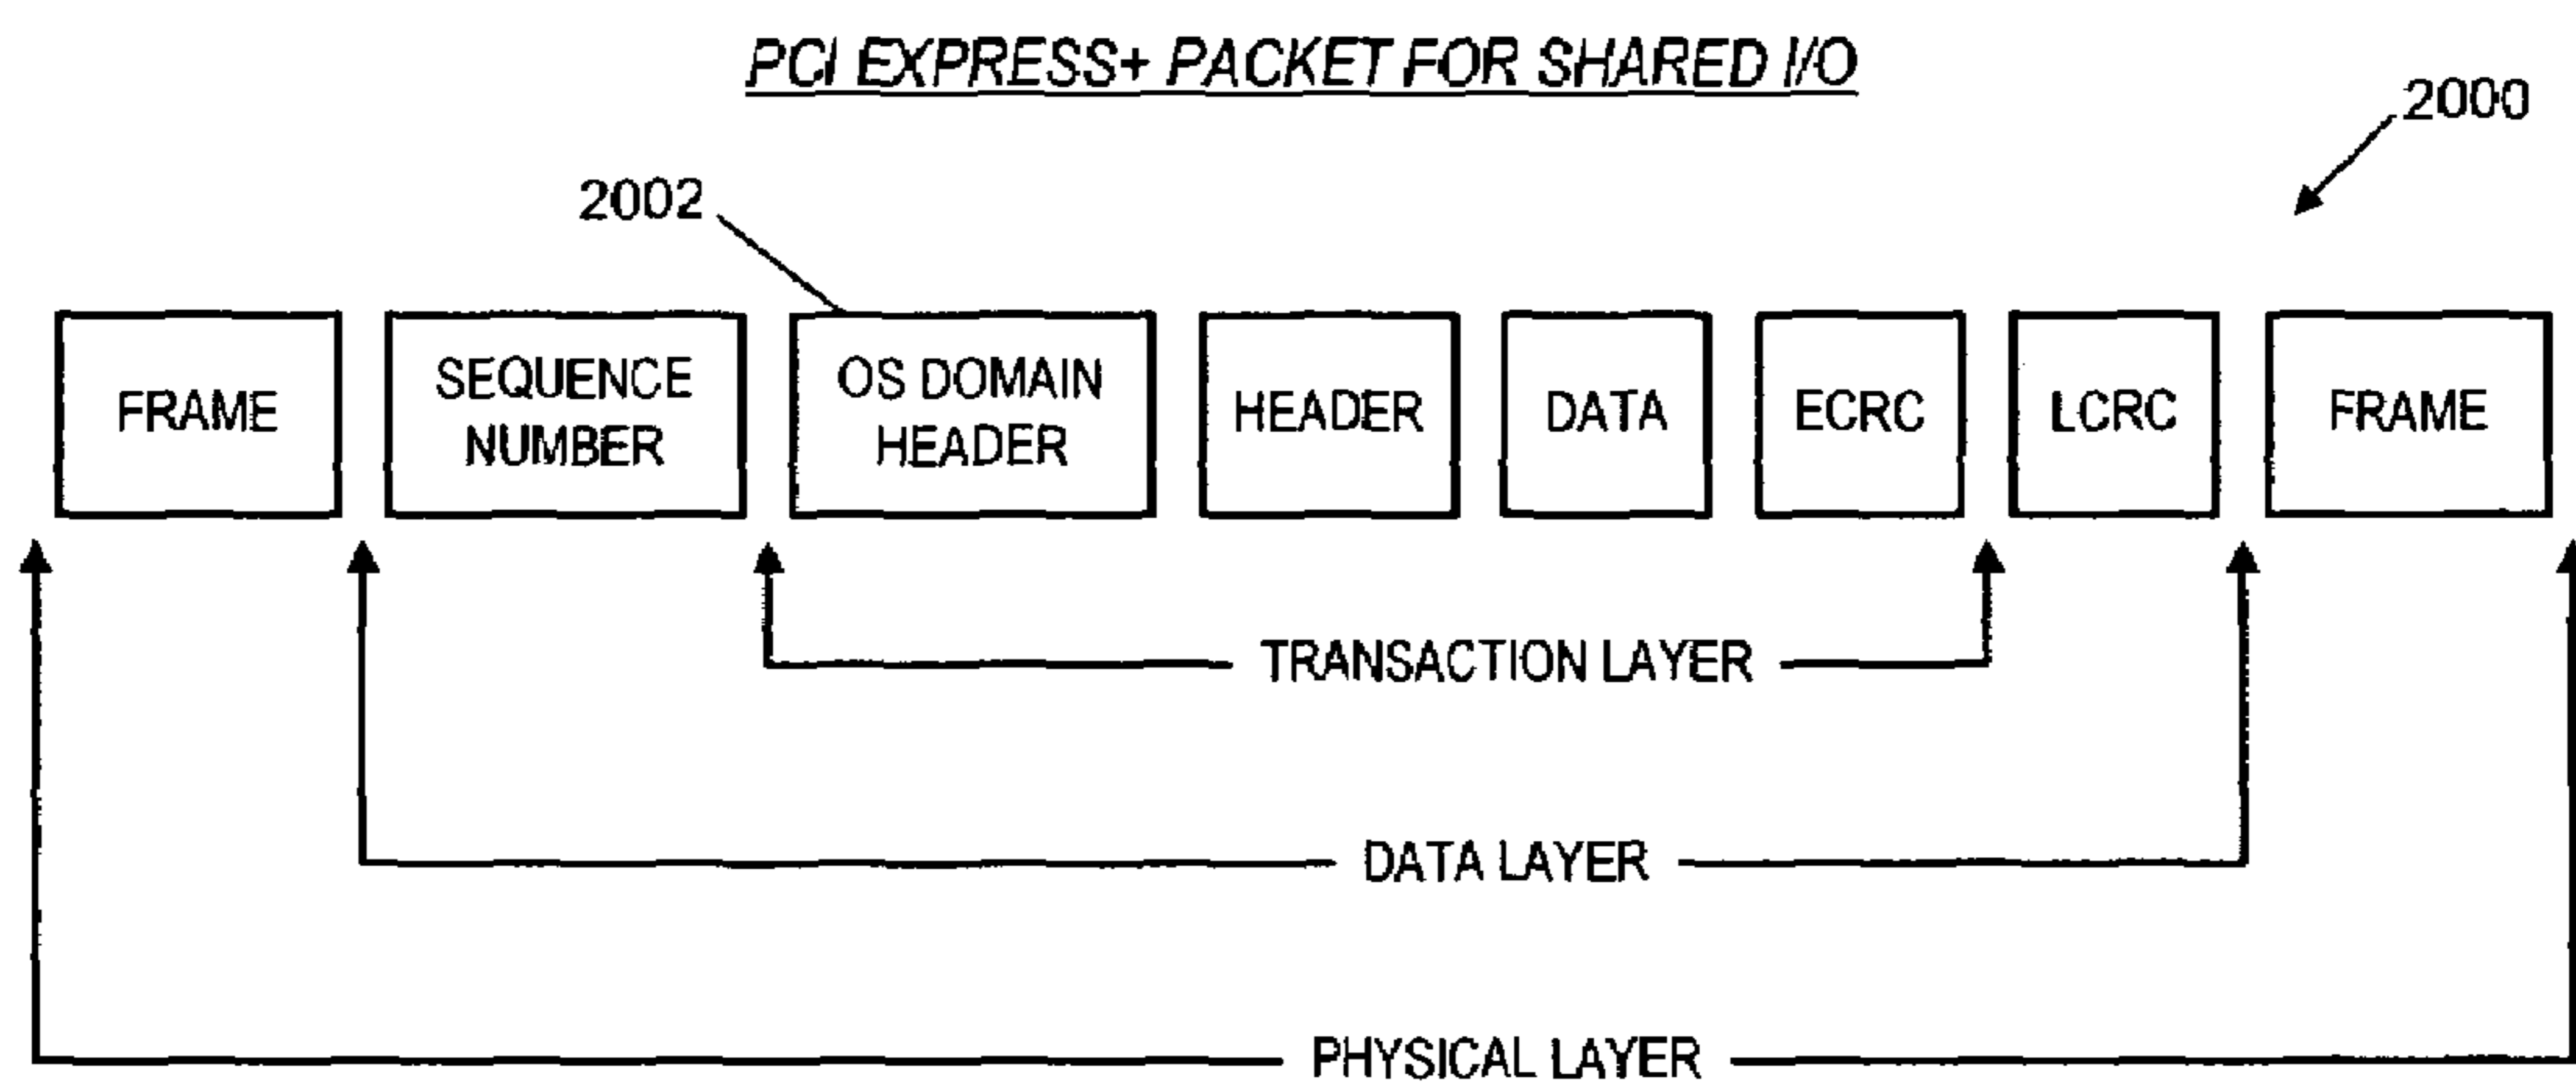 PCI EXPRESS+ PACKET FOR SHARED I/O
2000
2002
FRAME
SEQUENCE
NUMBER
OS DOMAIN
HEADER
HEADER
DATA
ECRC
LCRC
FRAME
TRANSACTION LAYER
DATA LAYER
PHYSICAL LAYER